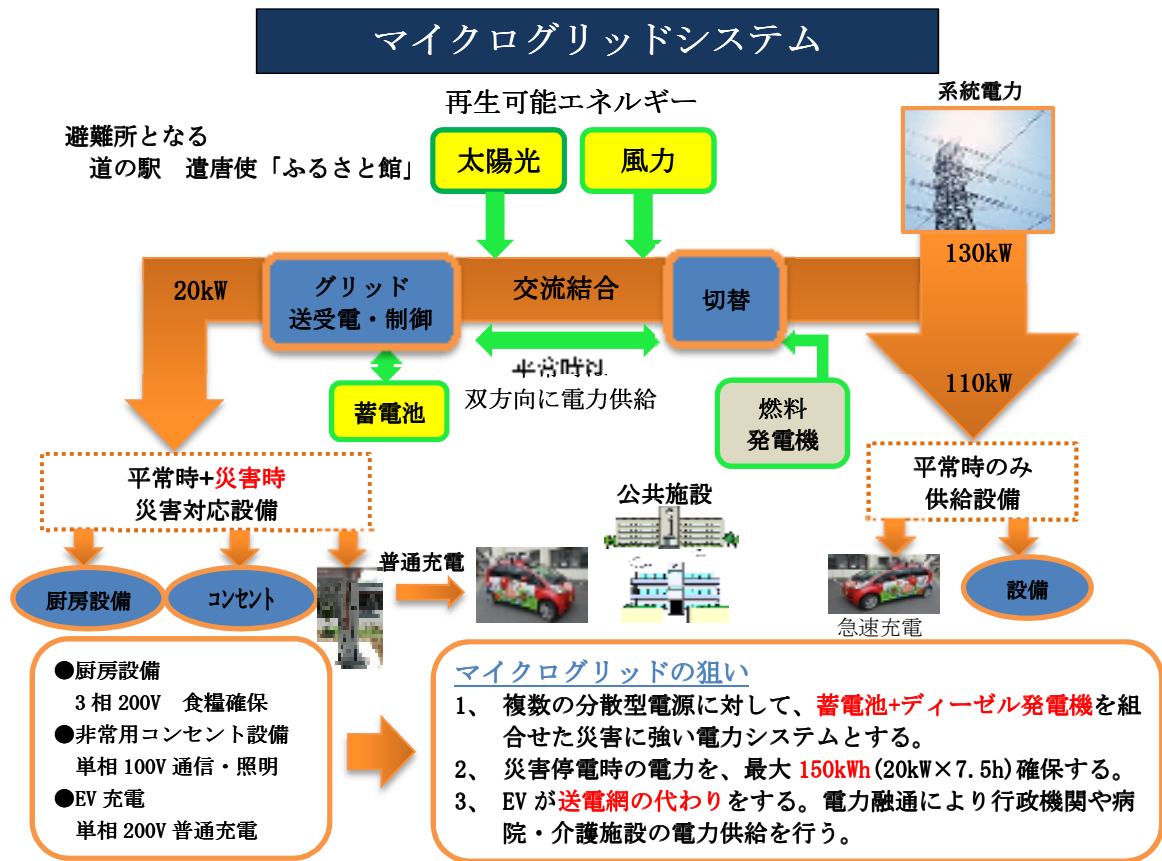 マイクログリッドシステム
再生可能エネルギー
系統電力
避難所となる
道の駅　遣唐使「ふるさと館」
太陽光
風力
130kW
20kW
グリッド
送受電・制御
交流結合
切替
平常時は
双方向に電力供給
110kW
蓄電池
燃料
発電機
平常時+災害時
災害対応設備
公共施設
平常時のみ
供給設備
普通充電
厨房設備
コンセント
設備
急速充電
●厨房設備
3相200V　食糧確保
●非常用コンセント設備
単相100V通信・照明
●EV充電
単相200V普通充電
マイクログリッドの狙い
1、 複数の分散型電源に対して、蓄電池+ディーゼル発電機を組
合せた災害に強い電力システムとする。
2、 災害停電時の電力を、最大150kWh(20kW×7.5h)確保する。
3、 EVが送電網の代わりをする。電力融通により行政機関や病
院・介護施設の電力供給を行う。